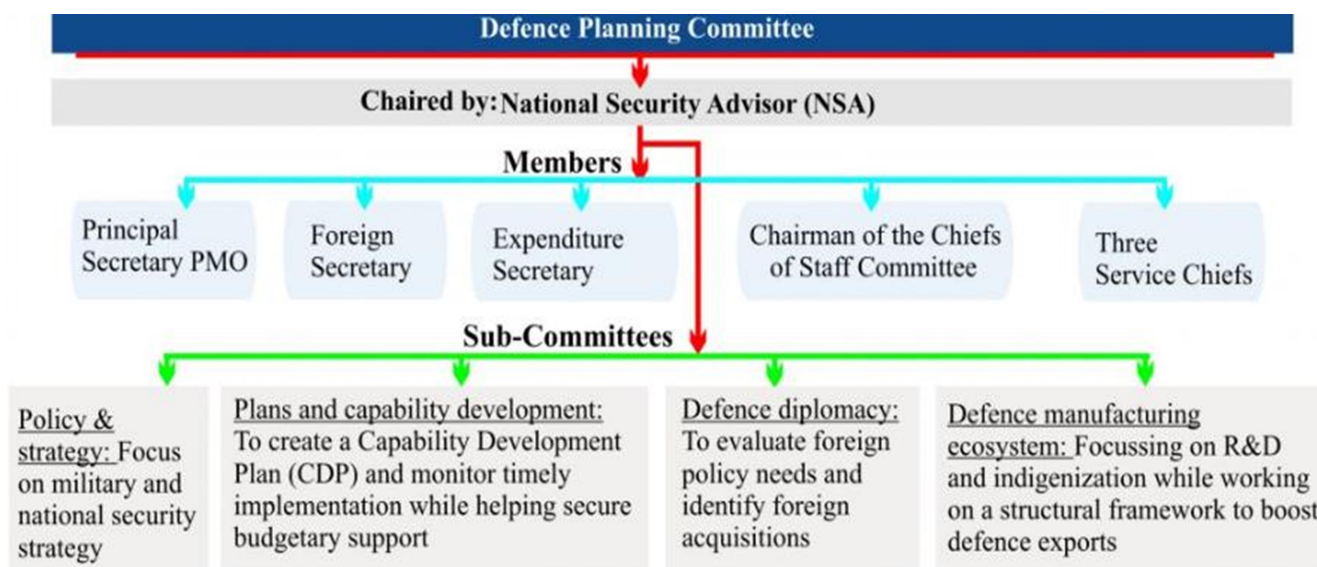 Defence Planning Committee
Chaired by: National Security Advisor (NSA)
Members
Principal
Secretary PMO
Foreign
Secretary
Expenditure
Secretary
Chairman of the Chiefs
of Staff Committee
Three
Service Chiefs
Sub-Committees
Policy &
strategy: Focus
on military and
national security
strategy
Plans and capability development:
To create a Capability Development
Plan (CDP) and monitor timely
implementation while helping secure
budgetary support
Defence diplomacy:
To evaluate foreign
policy needs and
identify foreign
acquisitions
Defence manufacturing
ecosystem: Focussing on R&D
and indigenization while working
on a structural framework to boost
defence exports